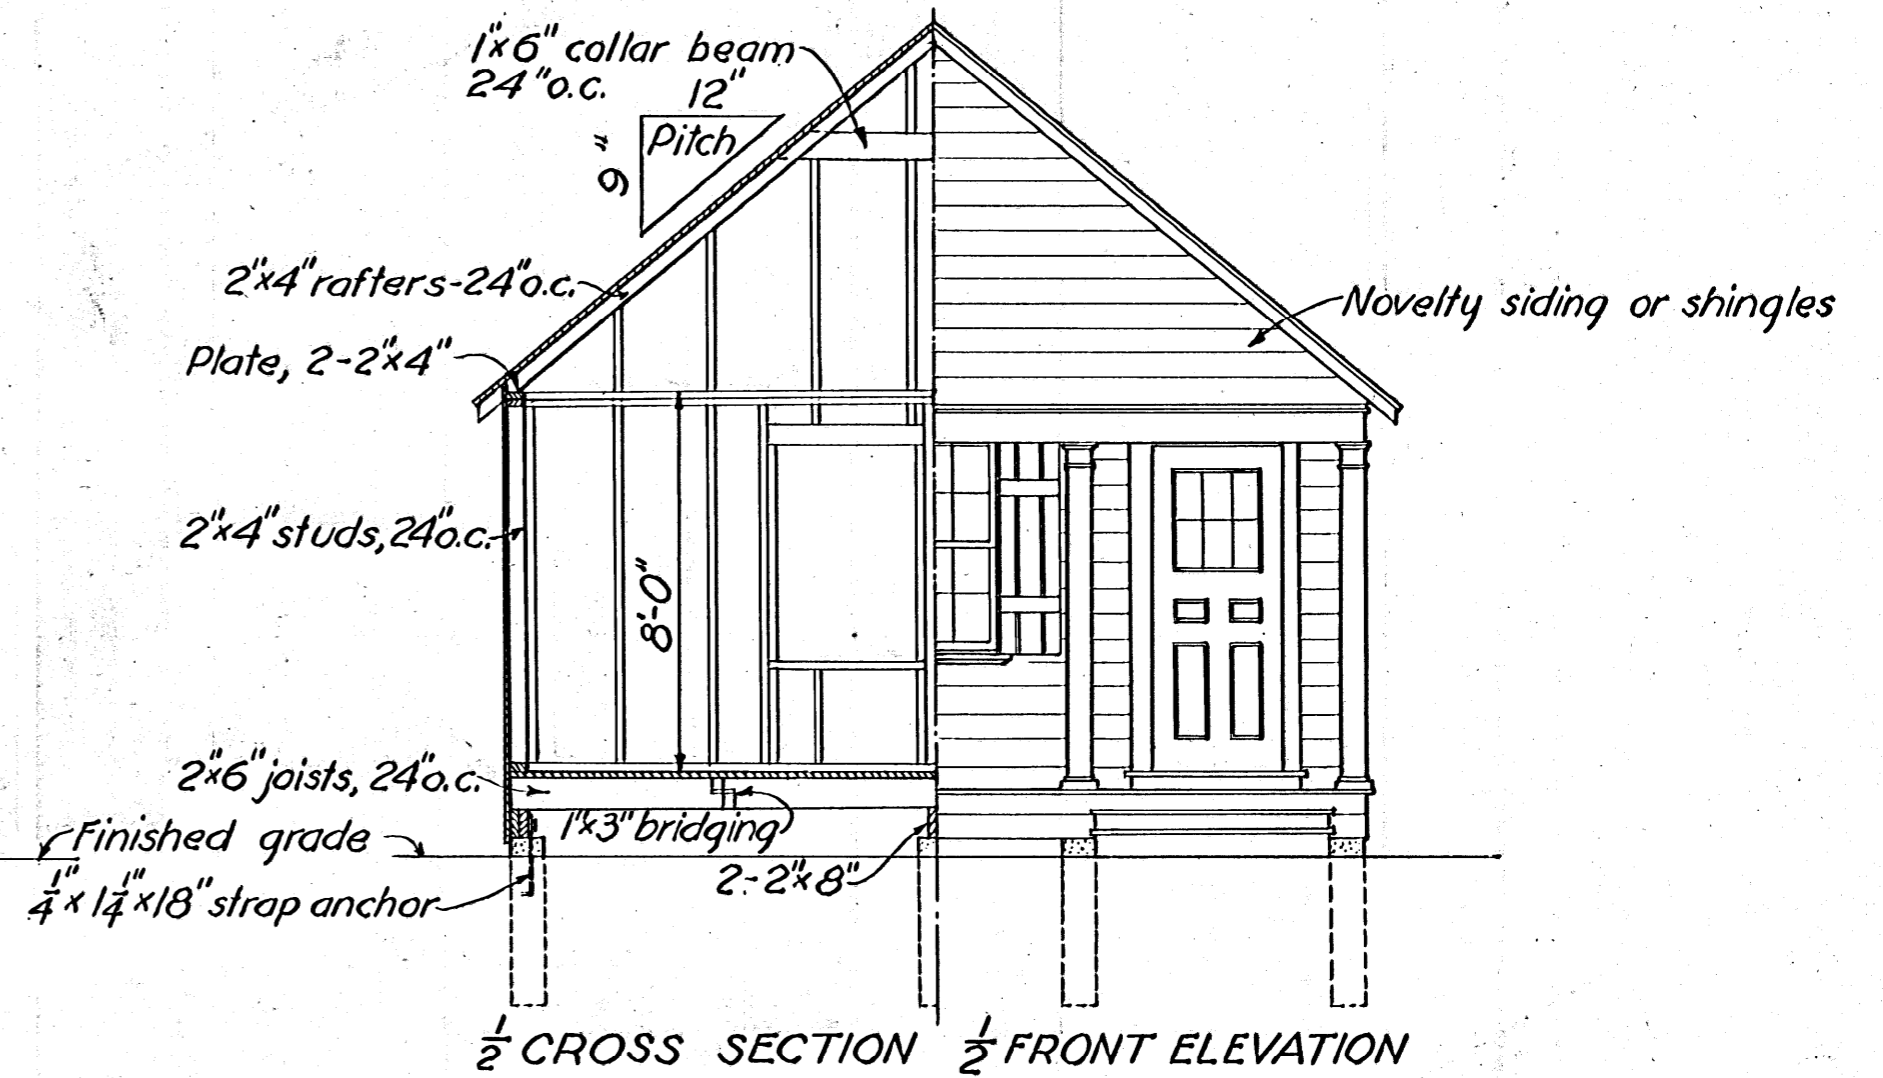 1"x6" collar beam
24"o.c.
12"
Pitch
9"
2"x4" rafters-24"o.c.
Novelty siding or shingles
Plate, 2-2"x4"
2"x4" studs, 24"o.c.
8'-0"
2"x6" joists, 24"o.c.
1"x3" bridging
Finished grade
2-2"x8"
1/4"x1 1/4"x18" strap anchor
1/2 CROSS SECTION
1/2 FRONT ELEVATION